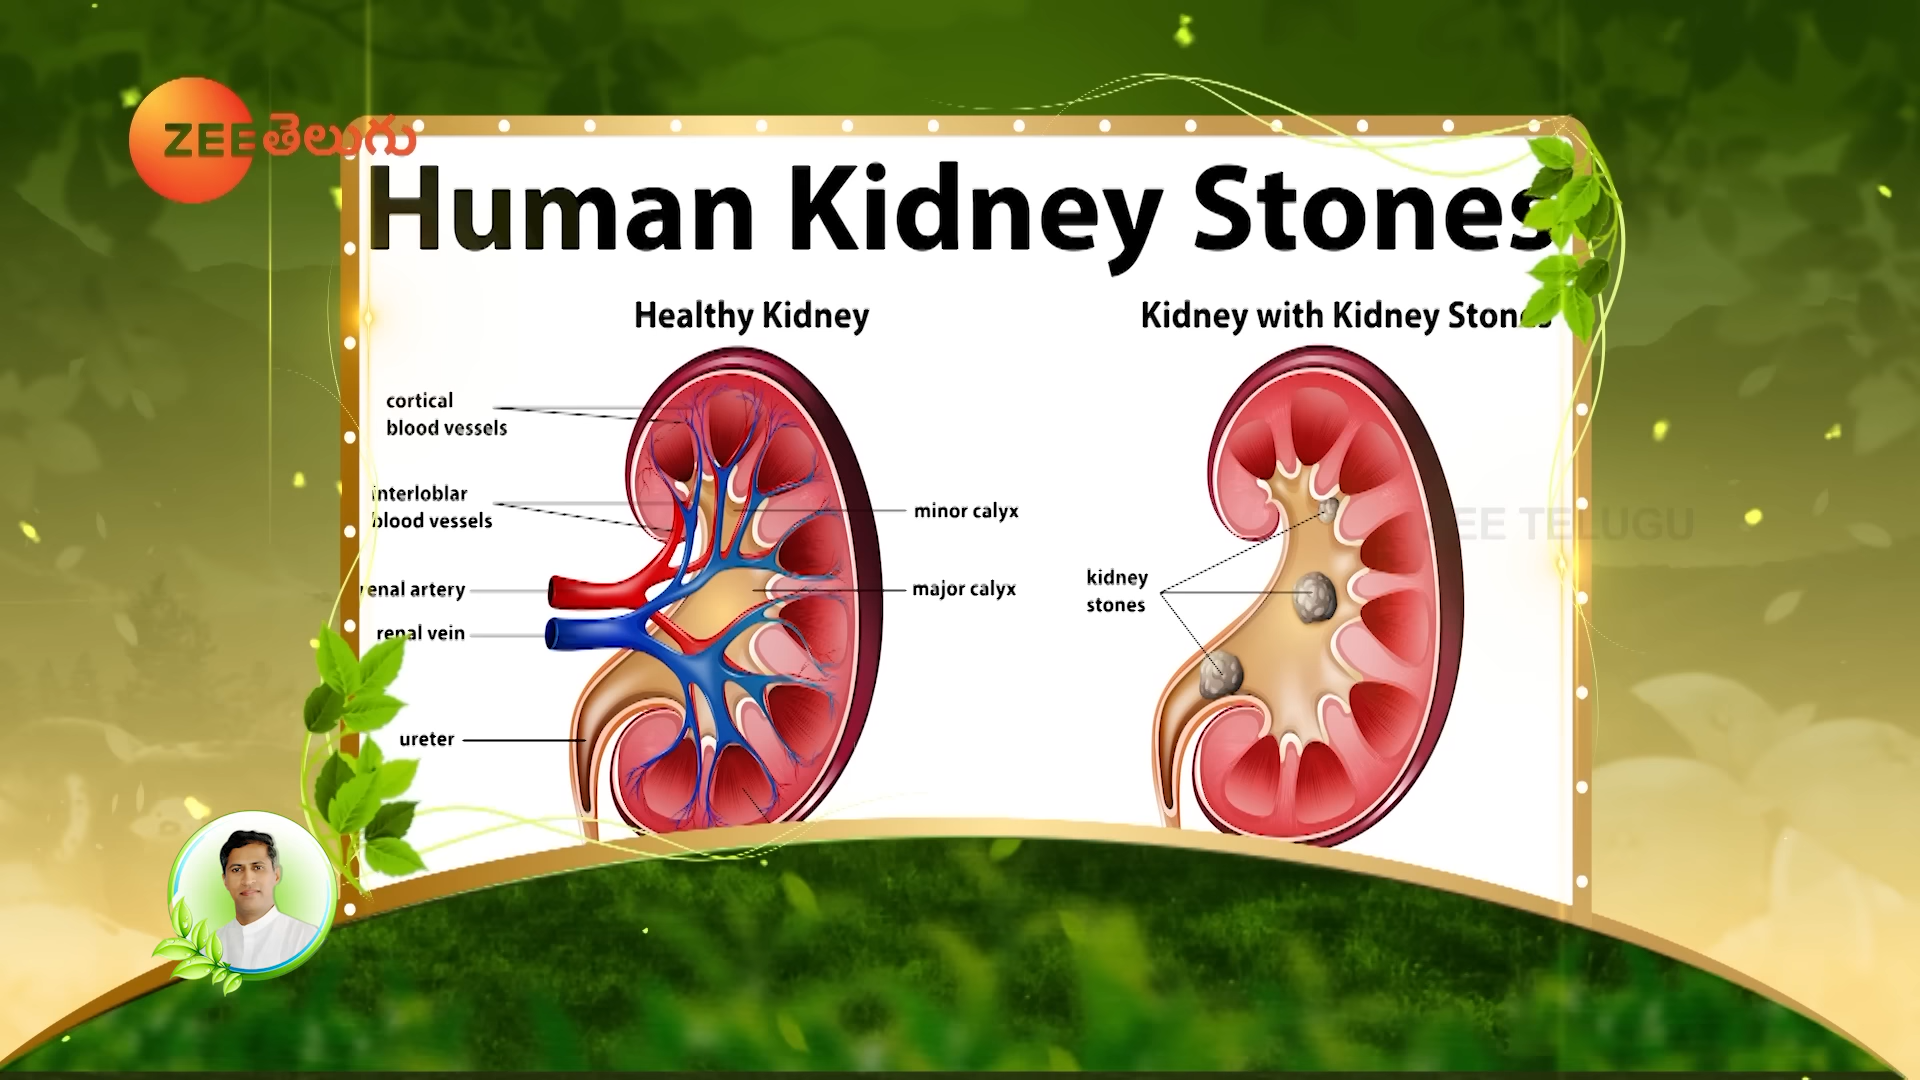 ZEE తెలుగు
Human Kidney Stones
Healthy Kidney
Kidney with Kidney Stones
cortical
blood vessels
interloblar
blood vessels
renal artery
renal vein
ureter
minor calyx
major calyx
kidney
stones
ZEE TELUGU